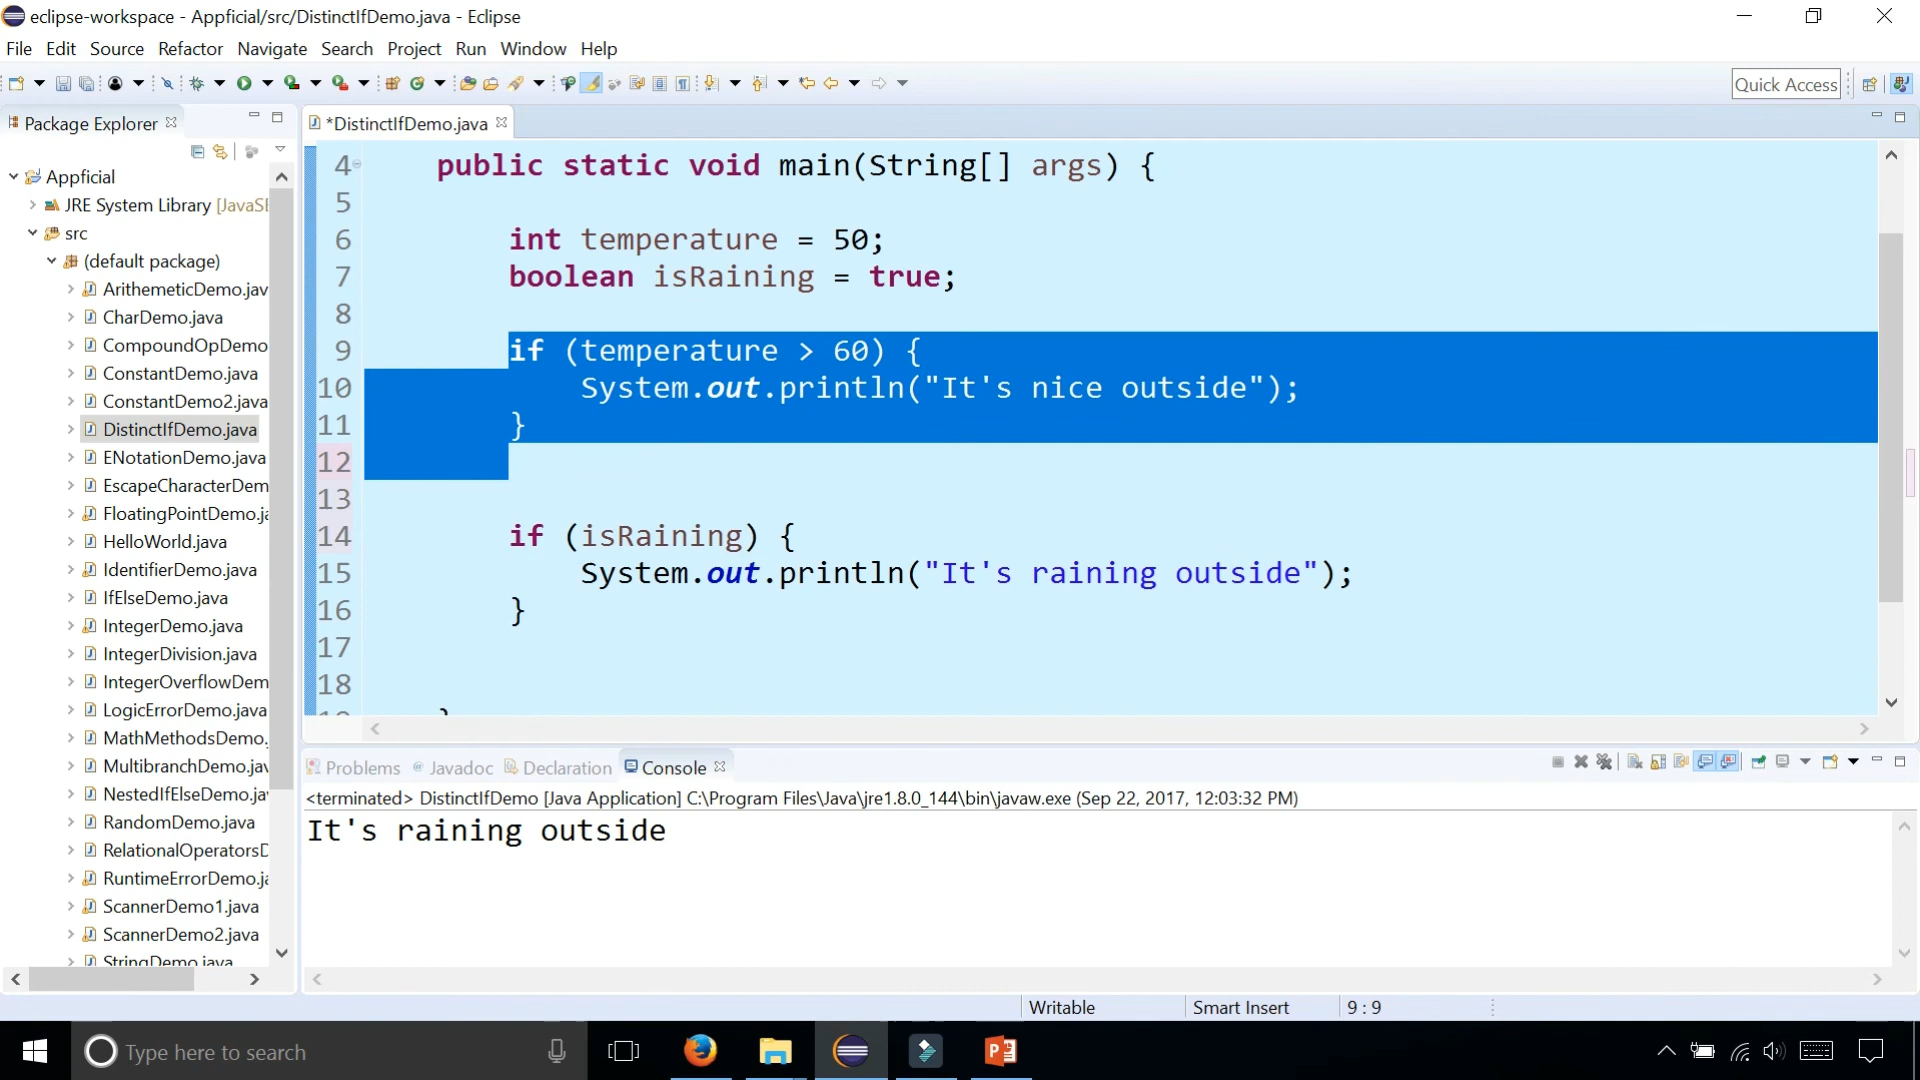 eclipse-workspace - Appficial/src/DistinctIfDemo.java - Eclipse
File Edit Source Refactor Navigate Search Project Run Window Help
Quick Access
Package Explorer
*DistinctIfDemo.java
Appficial
JRE System Library [JavaSE
src
(default package)
ArithemeticDemo.jav
CharDemo.java
CompoundOpDemo
ConstantDemo.java
ConstantDemo2.java
DistinctIfDemo.java
ENotationDemo.java
EscapeCharacterDem
FloatingPointDemo.ja
HelloWorld.java
IdentifierDemo.java
IfElseDemo.java
IntegerDemo.java
IntegerDivision.java
IntegerOverflowDem
LogicErrorDemo.java
MathMethodsDemo.
MultibranchDemo.jav
NestedIfElseDemo.jav
RandomDemo.java
RelationalOperatorsD
RuntimeErrorDemo.ja
ScannerDemo1.java
ScannerDemo2.java
StringDemo.java
4 public static void main(String[] args) {
5
6 int temperature = 50;
7 boolean isRaining = true;
8
9 if (temperature > 60) {
10 System.out.println("It's nice outside");
11 }
12
13
14 if (isRaining) {
15 System.out.println("It's raining outside");
16 }
17
18
19 }
Problems Javadoc Declaration Console
<terminated> DistinctIfDemo [Java Application] C:\Program Files\Java\jre1.8.0_144\bin\javaw.exe (Sep 22, 2017, 12:03:32 PM)
It's raining outside
Writable Smart Insert 9 : 9
Type here to search